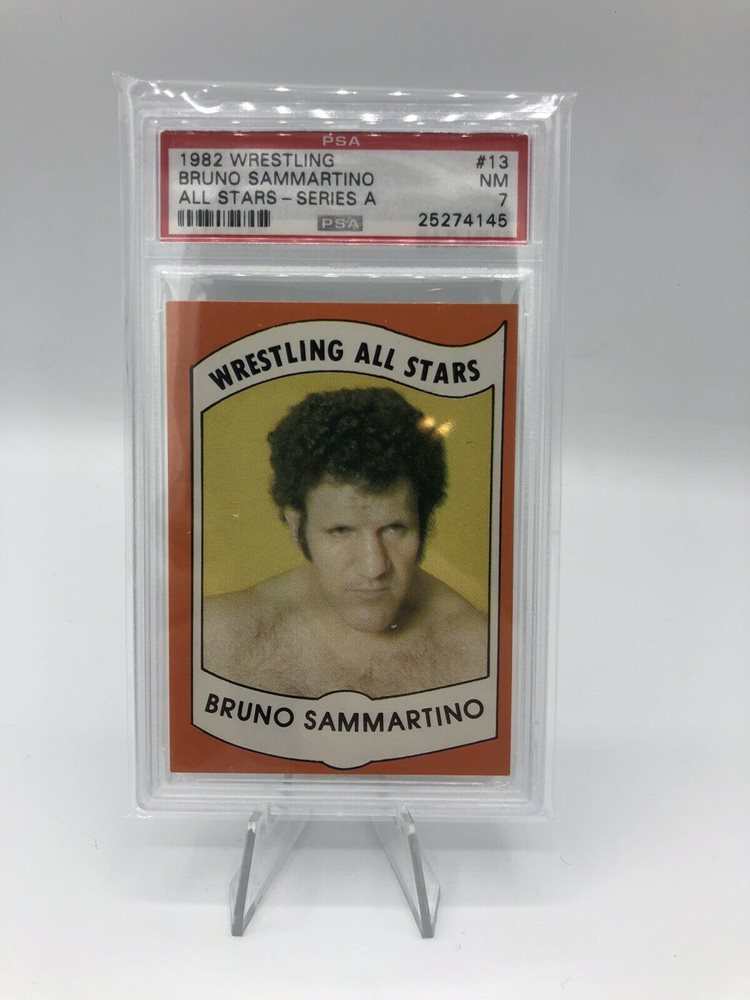 PSA
1982 WRESTLING #13
BRUNO SAMMARTINO NM
ALL STARS – SERIES A 7
PSA 25274145
WRESTLING ALL STARS
BRUNO SAMMARTINO